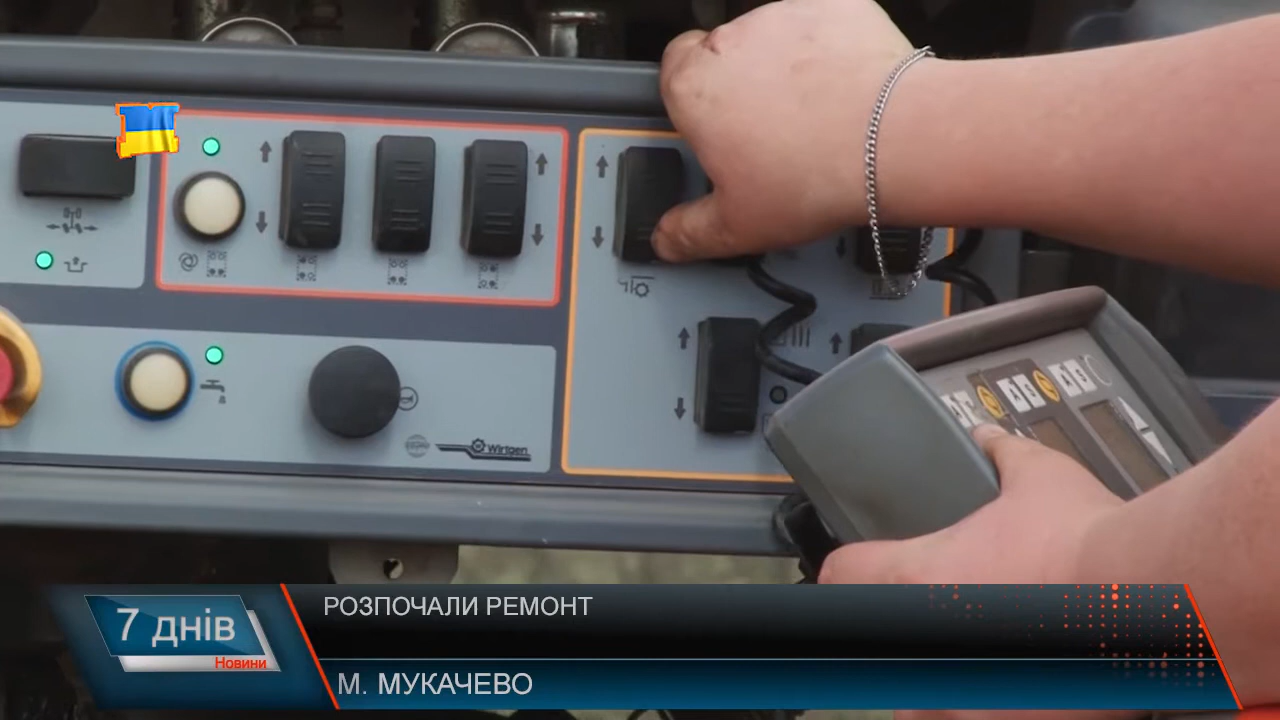 Wirtgen
РОЗПОЧАЛИ РЕМОНТ
7 днів
Новини
М. МУКАЧЕВО